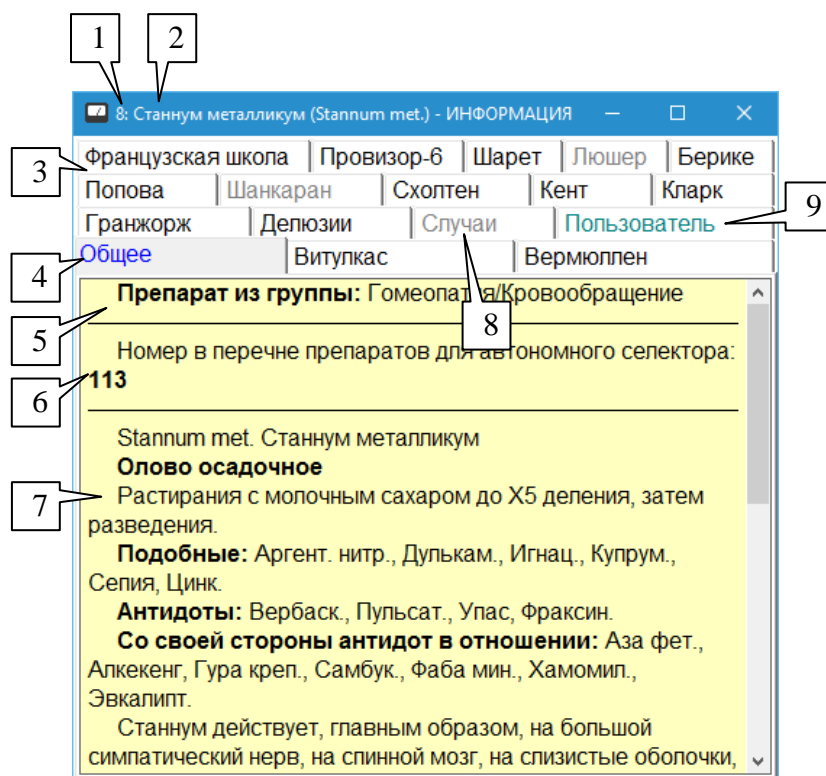 1 2
8: Станнум металликум (Stannum met.) - ИНФОРМАЦИЯ
3
Французская школа Провизор-6 Шарет Люшер Берике
Попова Шанкаран Схолтен Кент Кларк
9
Гранжорж Делюзии Случаи Пользователь
4
Общее Витулкас Вермюллен
Препарат из группы: Гомеопатия/Кровообращение
5
8
Номер в перечне препаратов для автономного селектора:
113
6
Stannum met. Станнум металликум
Олово осадочное
7
Растирания с молочным сахаром до X5 деления, затем
разведения.
Подобные: Аргент. нитр., Дулькам., Игнац., Купрум.,
Сепия, Цинк.
Антидоты: Вербаск., Пульсат., Упас, Фраксин.
Со своей стороны антидот в отношении: Аза фет.,
Алкекенг, Гура креп., Самбук., Фаба мин., Хамомил.,
Эвкалипт.
Станнум действует, главным образом, на большой
симпатический нерв, на спинной мозг, на слизистые оболочки,